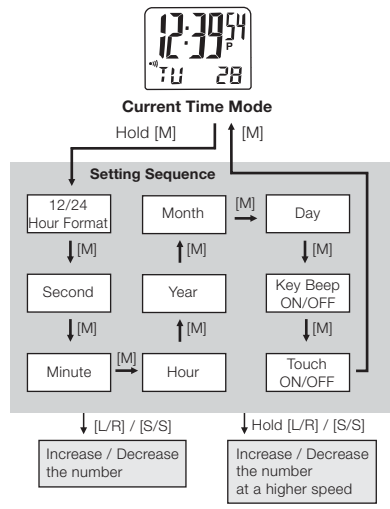 12:39 54
P
TU 28
Current Time Mode
Hold [M]
[M]
Setting Sequence
12/24
Hour Format
[M]
Second
[M]
Minute
[M]
Hour
[M]
Year
[M]
Month
[M]
Day
[M]
Key Beep
ON/OFF
[M]
Touch
ON/OFF
[L/R] / [S/S]
Increase / Decrease
the number
Hold [L/R] / [S/S]
Increase / Decrease
the number
at a higher speed